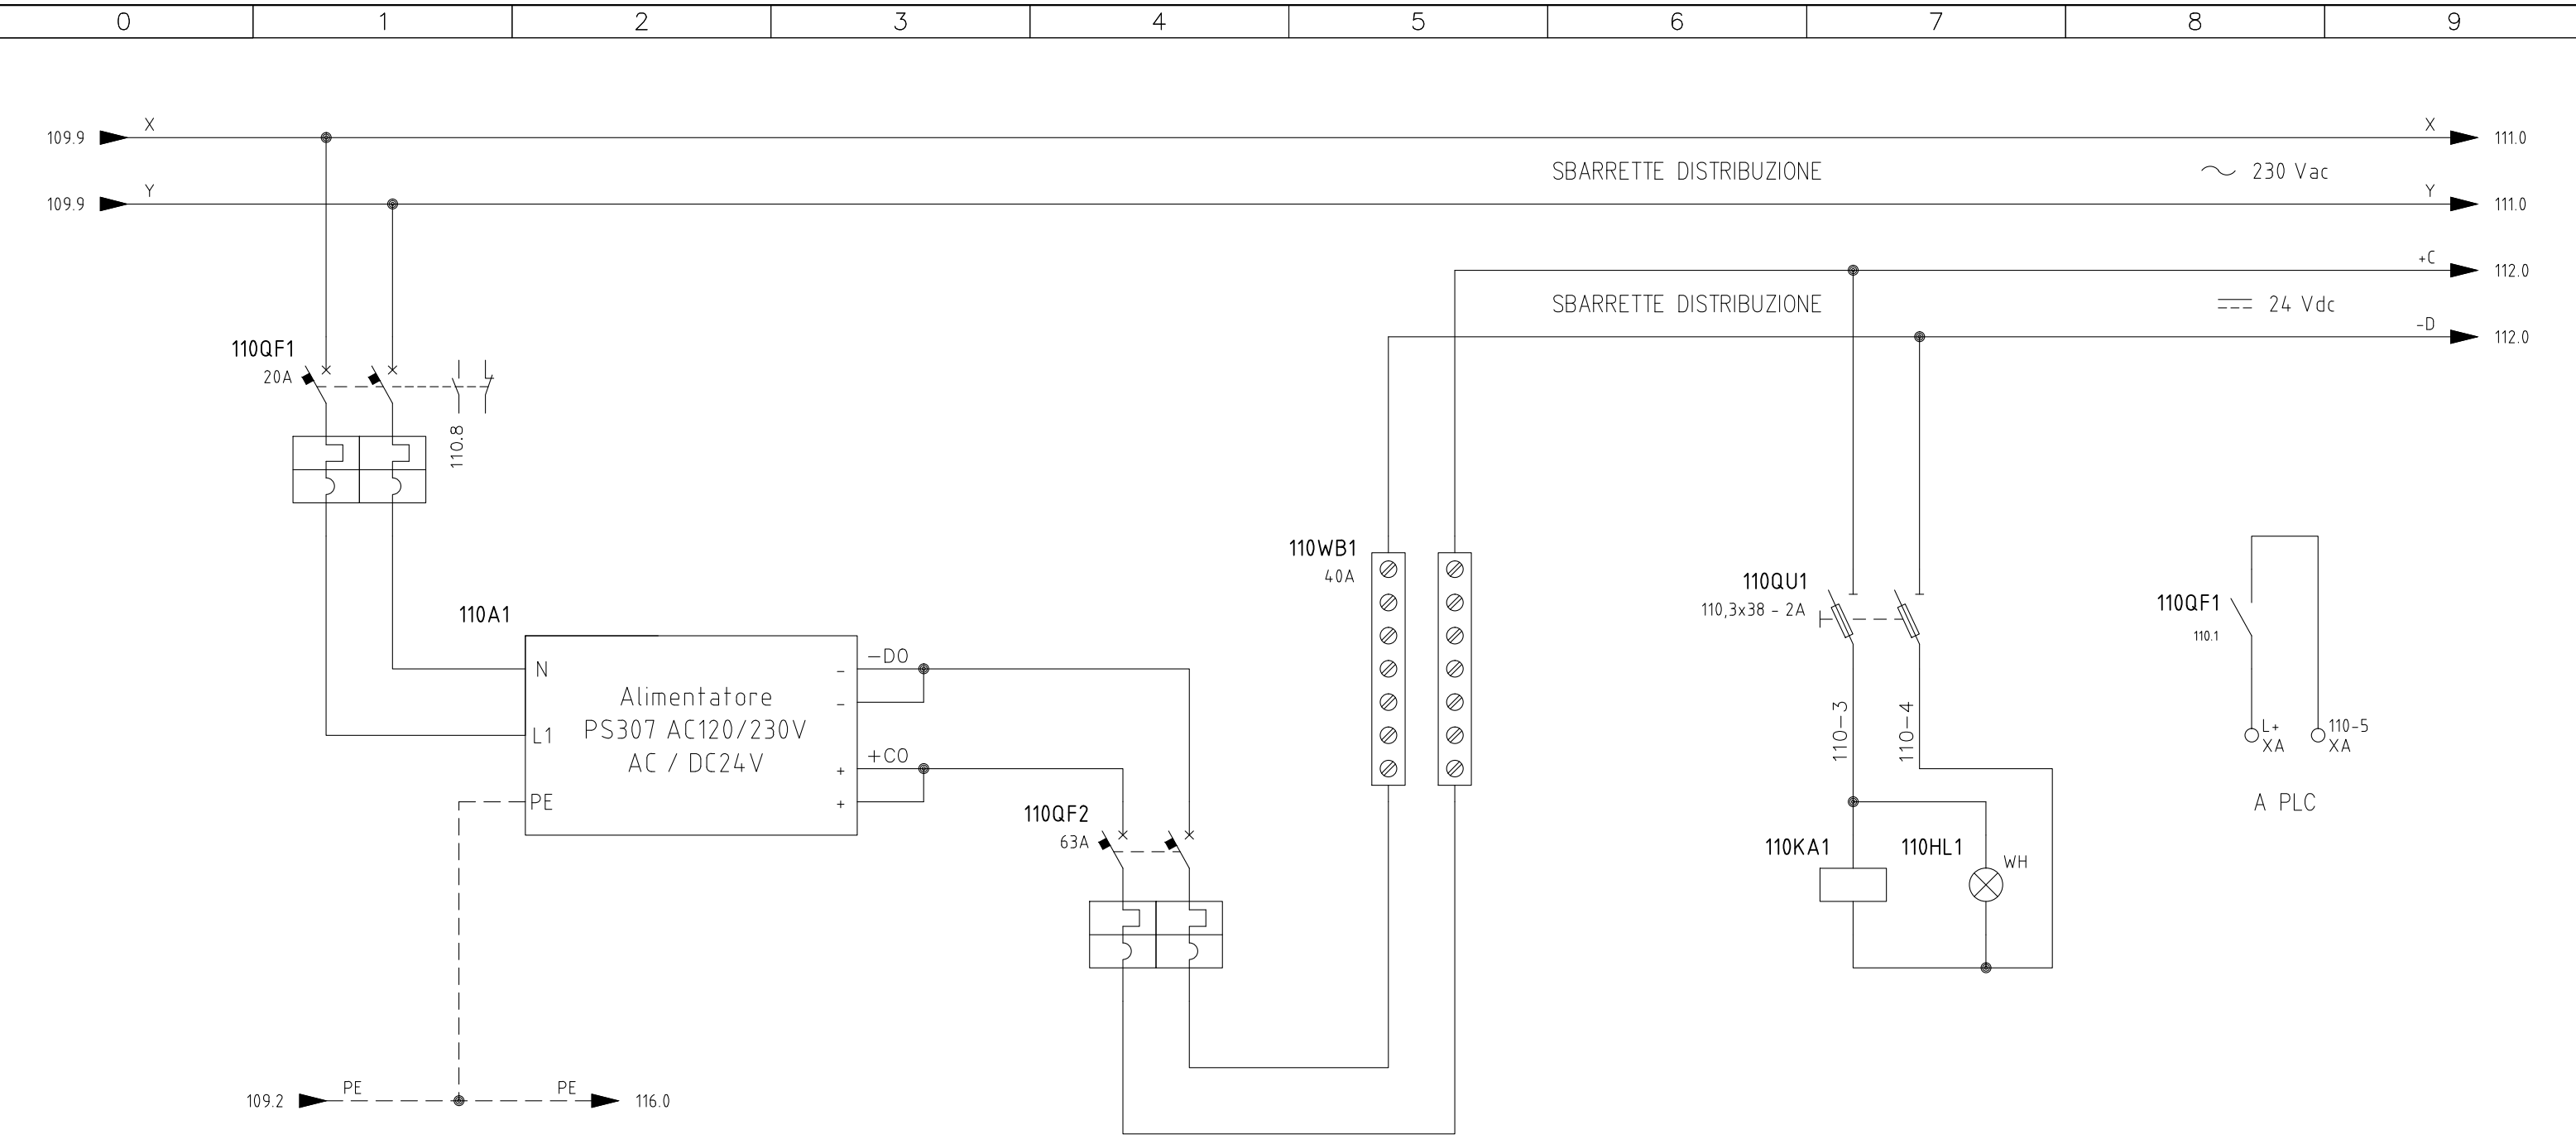 0 1 2 3 4 5 6 7 8 9
109.9 X X 111.0
SBARRETTE DISTRIBUZIONE 230 Vac
109.9 Y Y 111.0
+C 112.0
SBARRETTE DISTRIBUZIONE 24 Vdc
-D 112.0
110QF1
20A
110.8
110WB1
40A
110QU1
110,3x38 - 2A
110QF1
110.1
110A1
N
L1
PE
Alimentatore
PS307 AC120/230V
AC / DC24V
-
-
+
+
-D0
+C0
110-3
110-4
L+
XA
110-5
XA
A PLC
110QF2
63A
110KA1
110HL1
WH
109.2 PE PE 116.0